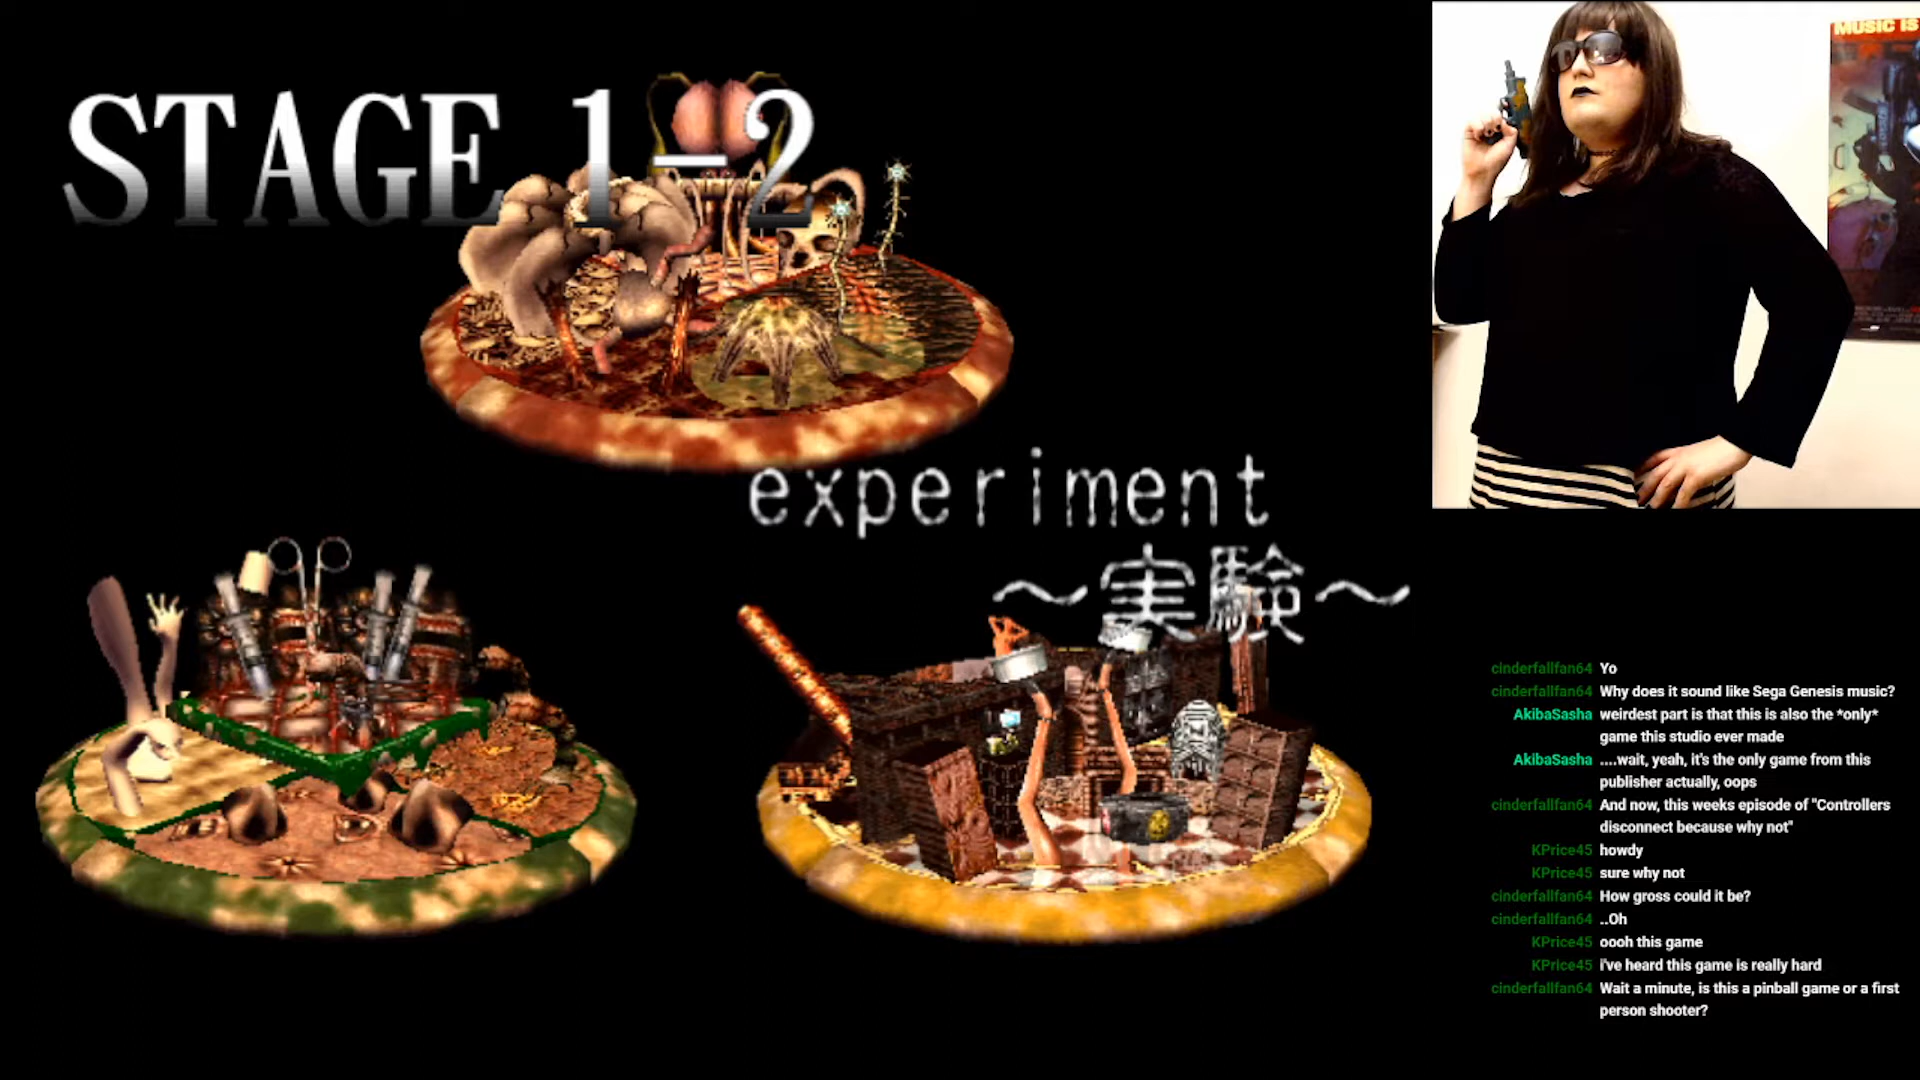 STAGE 1-2
experiment
～実験～
MUSIC IS
cinderfallfan64 Yo
cinderfallfan64 Why does it sound like Sega Genesis music?
AkibaSasha weirdest part is that this is also the *only*
game this studio ever made
AkibaSasha ....wait, yeah, it's the only game from this
publisher actually, oops
cinderfallfan64 And now, this weeks episode of "Controllers
disconnect because why not"
KPrice45 howdy
KPrice45 sure why not
cinderfallfan64 How gross could it be?
cinderfallfan64 ..Oh
KPrice45 oooh this game
KPrice45 i've heard this game is really hard
cinderfallfan64 Wait a minute, is this a pinball game or a first
person shooter?